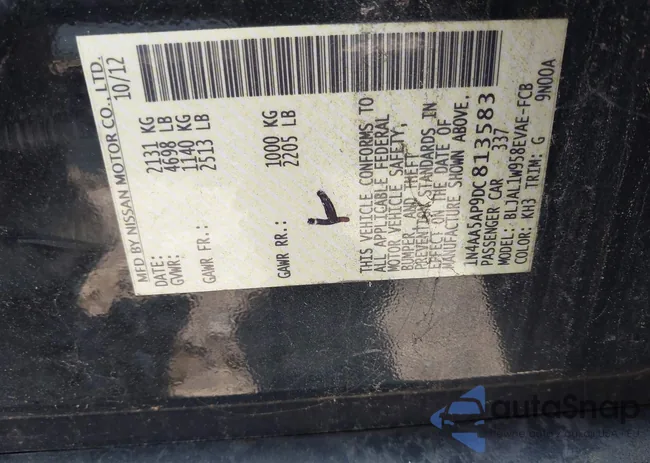 MFD BY NISSAN MOTOR CO., LTD.
DATE: 10/12
GVWR: 2131 KG
4698 LB
GAWR FR: 1140 KG
2513 LB
GAWR RR: 1000 KG
2205 LB
THIS VEHICLE CONFORMS TO
ALL APPLICABLE FEDERAL
MOTOR VEHICLE SAFETY,
BUMPER, AND THEFT
PREVENTION STANDARDS IN
EFFECT ON THE DATE OF
MANUFACTURE SHOWN ABOVE.
1N4AA5AP9DC813583
PASSENGER CAR 337
MODEL: BLJAL1W958EVAE-FCB
COLOR: KH3 TRIM: G 9N00A
autoSnap